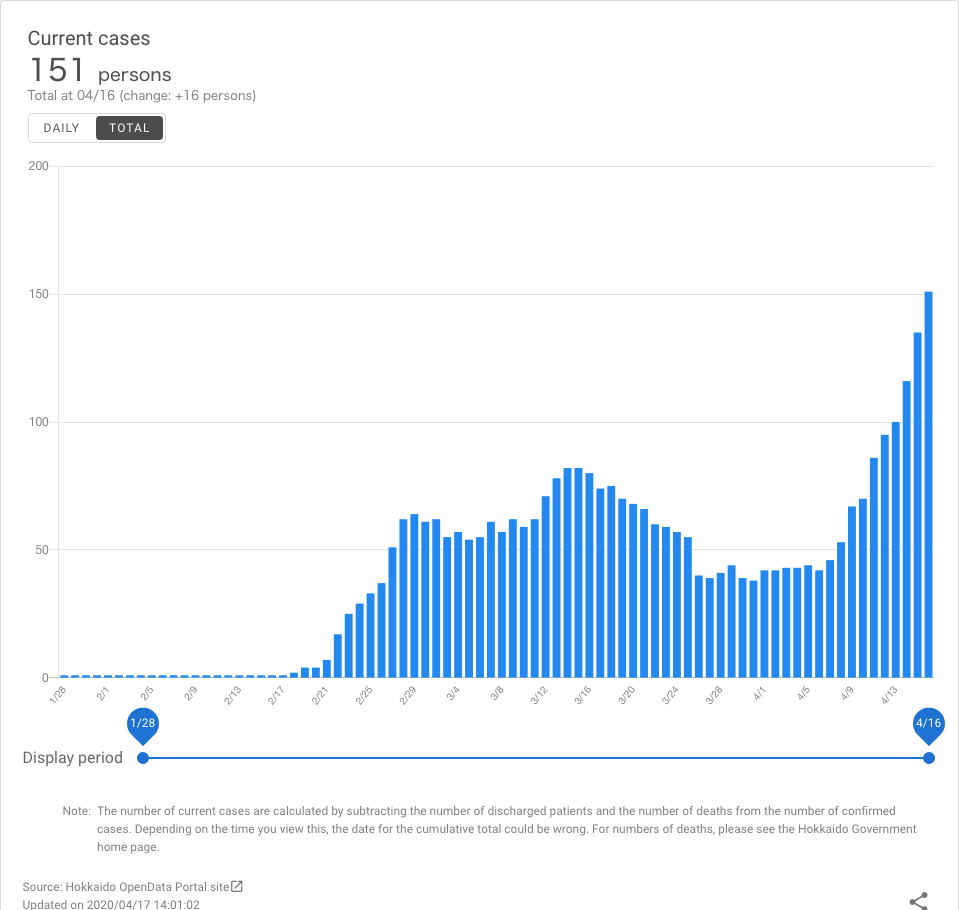 Current cases
151 persons
Total at 04/16 (change: +16 persons)
DAILY TOTAL
200
150
100
50
0
1/28 2/1 2/5 2/9 2/13 2/17 2/21 2/25 2/29 3/4 3/8 3/12 3/16 3/20 3/24 3/28 4/1 4/5 4/9 4/13
1/28 4/16
Display period
Note: The number of current cases are calculated by subtracting the number of discharged patients and the number of deaths from the number of confirmed
cases. Depending on the time you view this, the date for the cumulative total could be wrong. For numbers of deaths, please see the Hokkaido Government
home page.
Source: Hokkaido OpenData Portal site
Updated on 2020/04/17 14:01:02